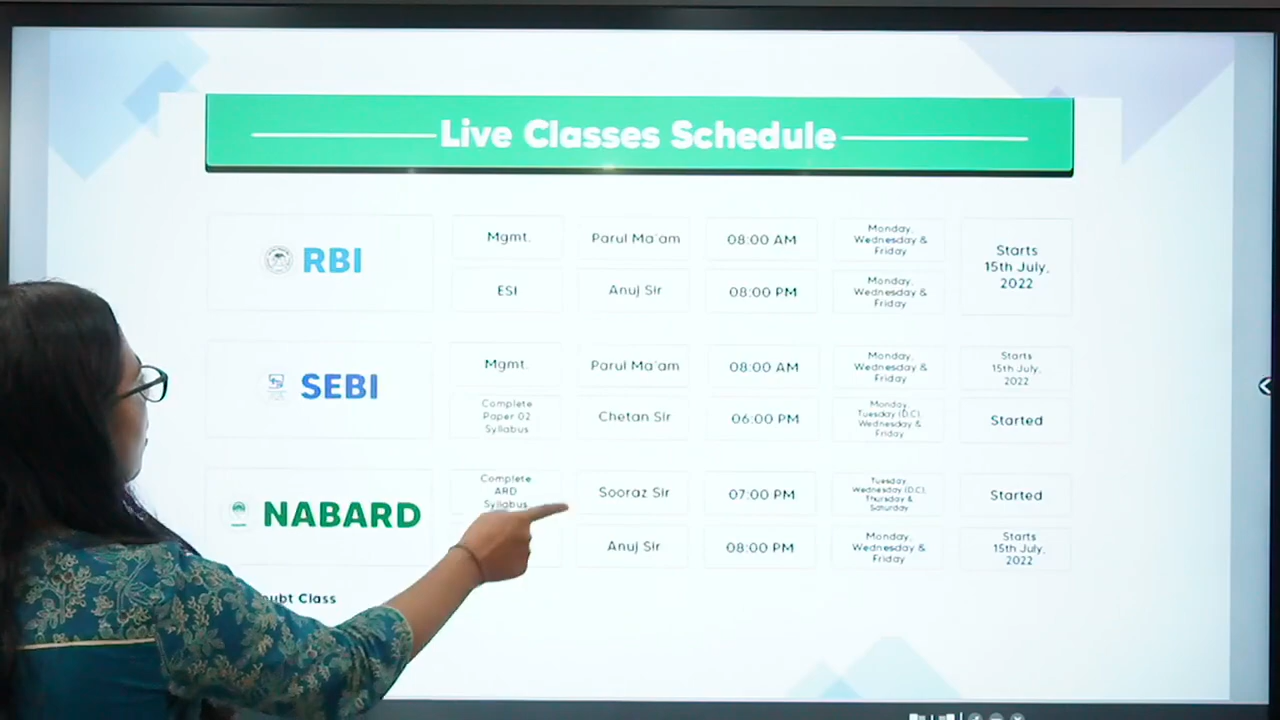 Live Classes Schedule
RBI
Mgmt.
Parul Ma'am
08:00 AM
Monday,
Wednesday &
Friday
Starts
15th July,
2022
ESI
Anuj Sir
08:00 PM
Monday,
Wednesday &
Friday
SEBI
Mgmt.
Parul Ma'am
08:00 AM
Monday,
Wednesday &
Friday
Starts
15th July,
2022
Complete
Paper 02
Syllabus
Chetan Sir
06:00 PM
Monday
Tuesday (D.C),
Wednesday &
Friday
Started
NABARD
Complete
ARD
Syllabus
Sooraz Sir
07:00 PM
Tuesday
Wednesday (D.C),
Thursday &
Saturday
Started
Anuj Sir
08:00 PM
Monday,
Wednesday &
Friday
Starts
15th July,
2022
Class